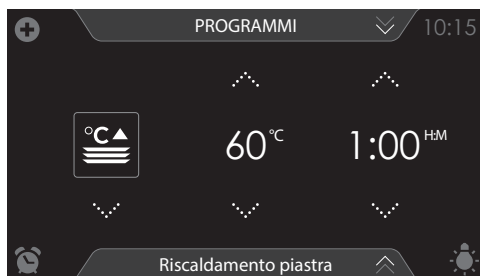 PROGRAMMI
10:15
°C
60 °C
1:00 H:M
Riscaldamento piastra